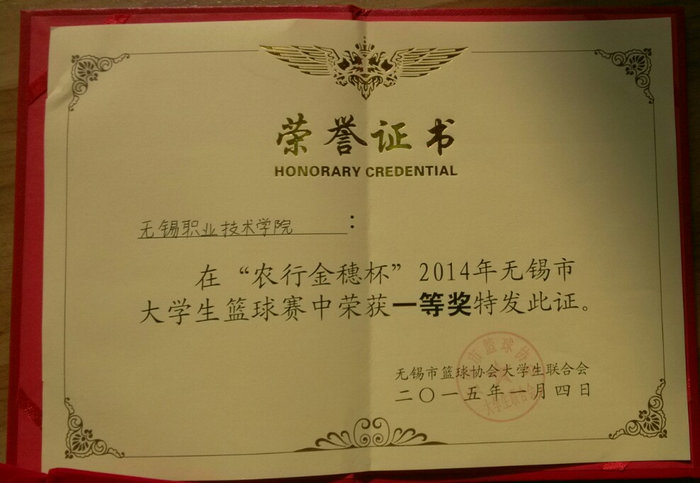 荣誉证书
HONORARY CREDENTIAL
无锡职业技术学院：
在“农行金穗杯”2014年无锡市
大学生篮球赛中荣获一等奖特发此证。
无锡市篮球协会大学生联合会
二〇一五年一月四日